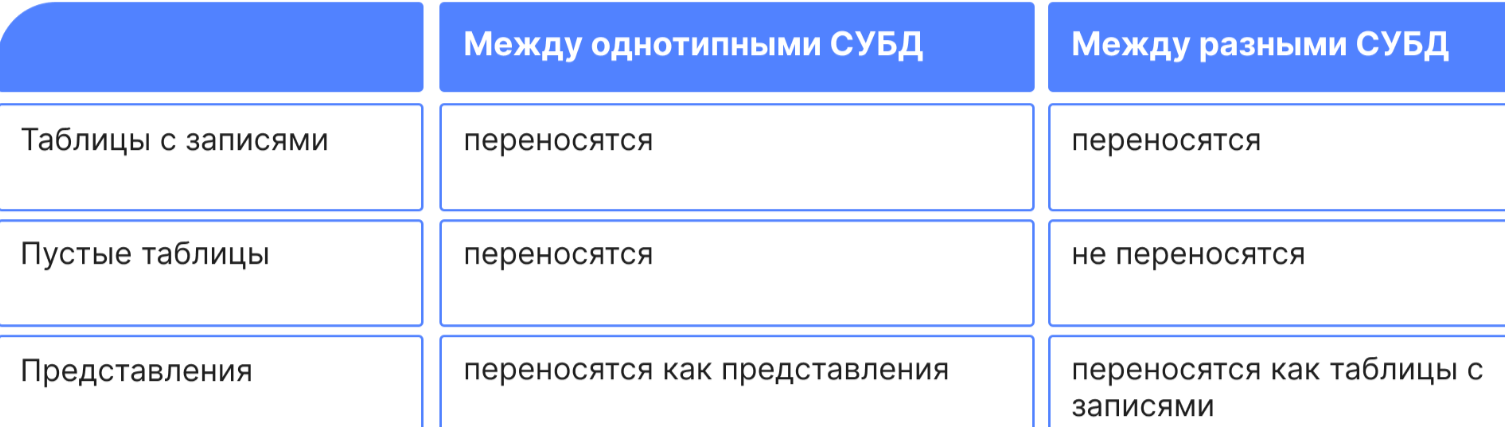 Между однотипными СУБД
Между разными СУБД
Таблицы с записями
переносятся
переносятся
Пустые таблицы
переносятся
не переносятся
Представления
переносятся как представления
переносятся как таблицы с
записями